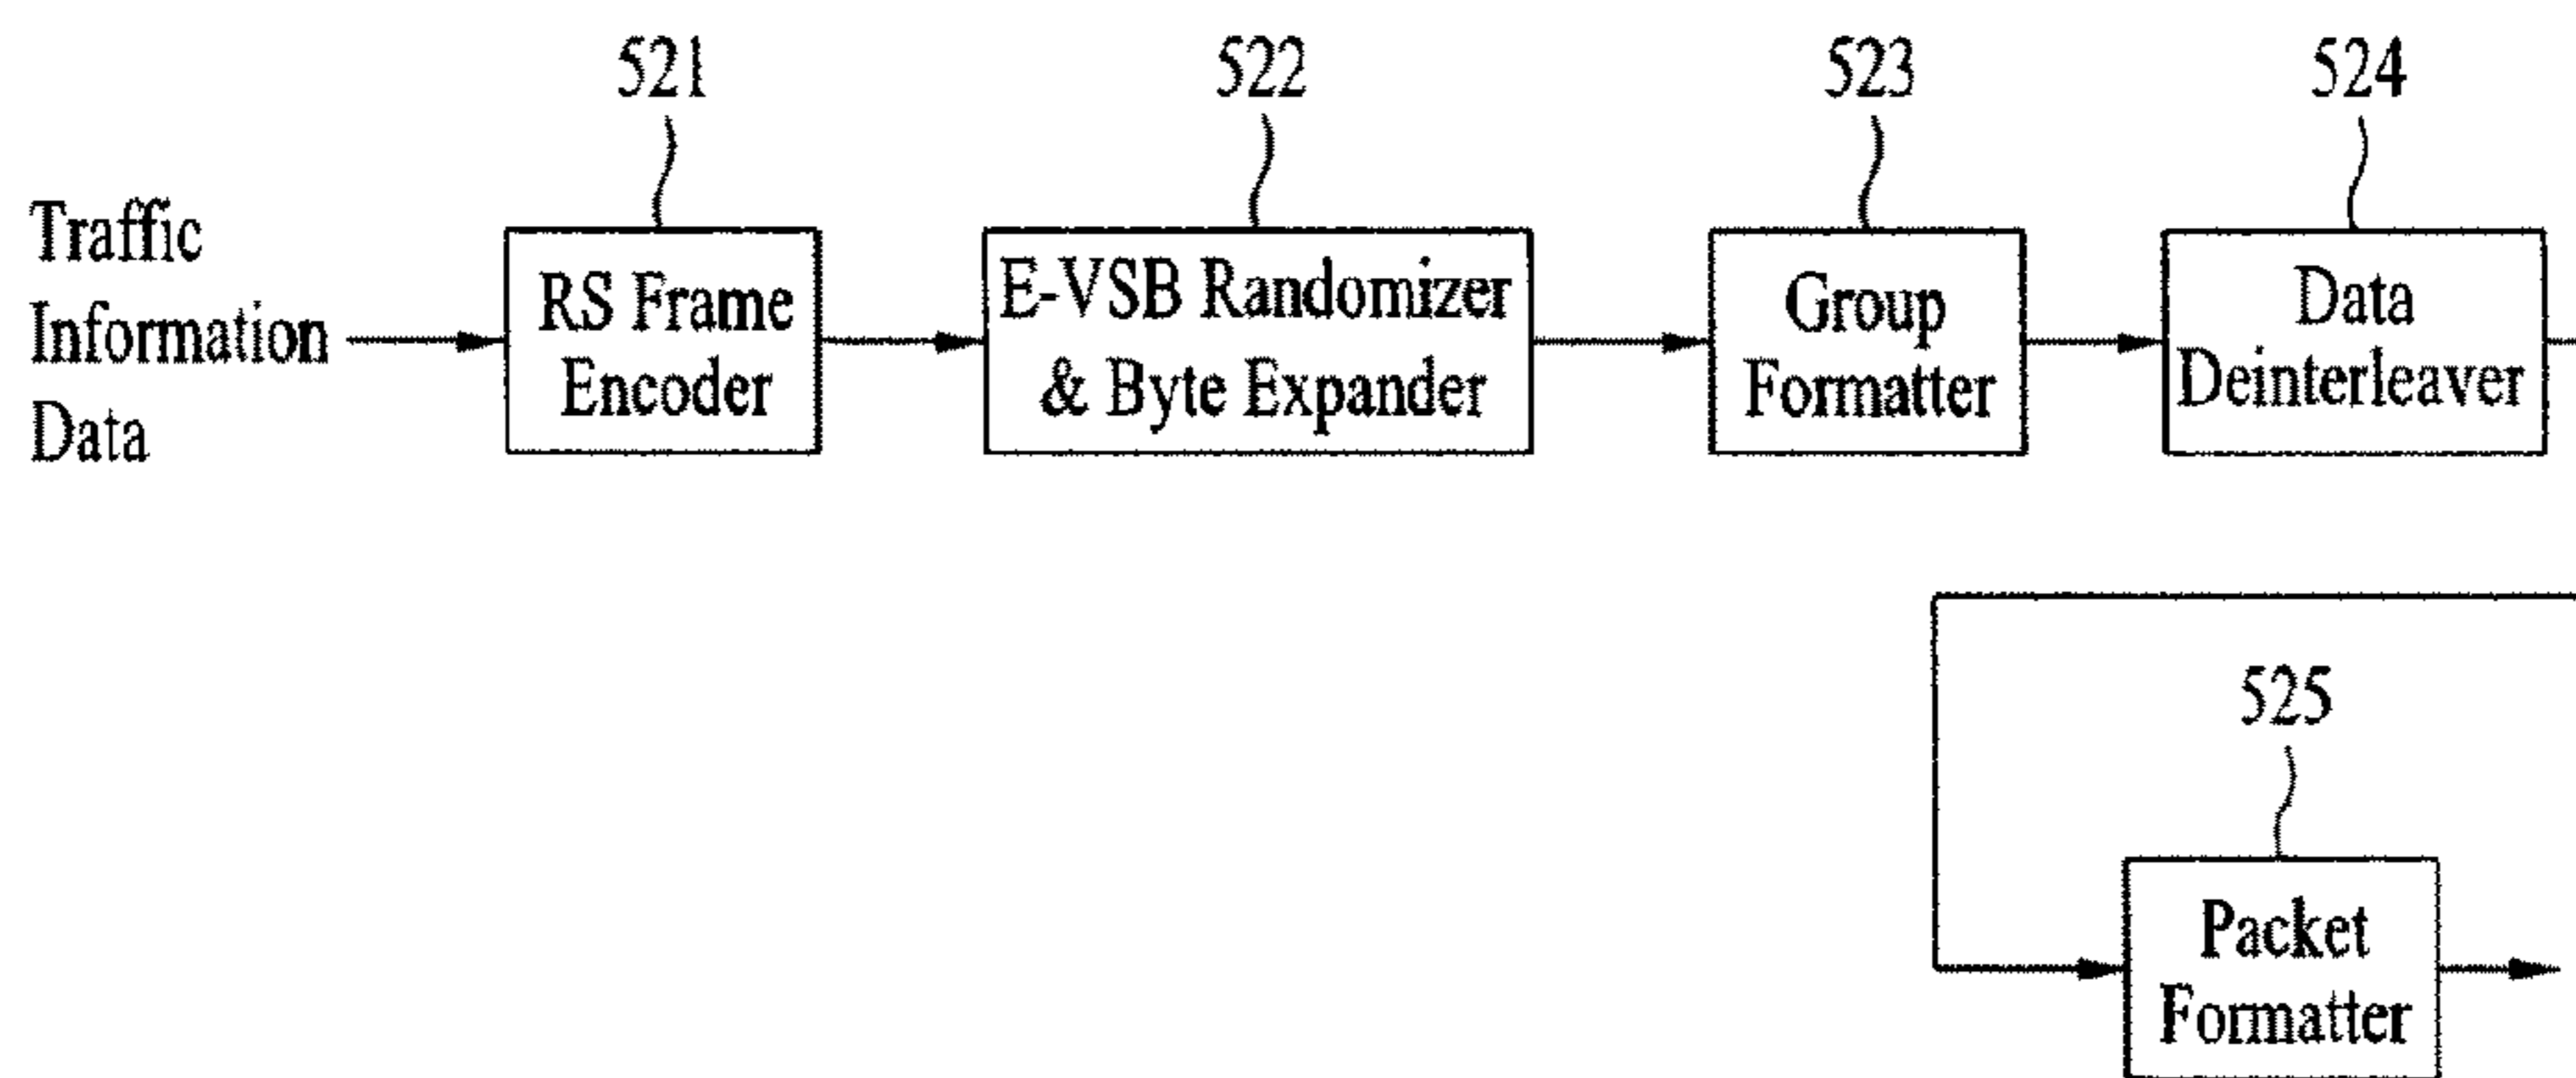 521
522
523
524
Traffic
Information
Data
RS Frame
Encoder
E-VSB Randomizer
& Byte Expander
Group
Formatter
Data
Deinterleaver
525
Packet
Formatter